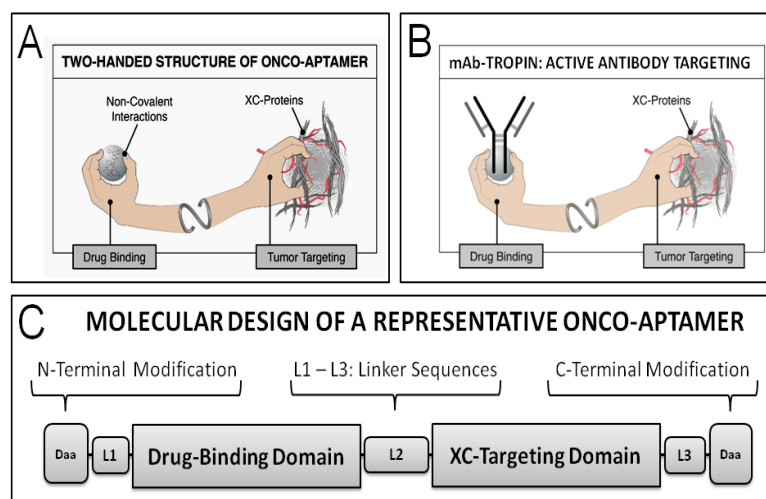 A
TWO-HANDED STRUCTURE OF ONCO-APTAMER
Non-Covalent
Interactions
XC-Proteins
Drug Binding
Tumor Targeting
B
mAb-TROPIN: ACTIVE ANTIBODY TARGETING
XC-Proteins
Drug Binding
Tumor Targeting
C
MOLECULAR DESIGN OF A REPRESENTATIVE ONCO-APTAMER
N-Terminal Modification
L1 – L3: Linker Sequences
C-Terminal Modification
Daa
L1
Drug-Binding Domain
L2
XC-Targeting Domain
L3
Daa